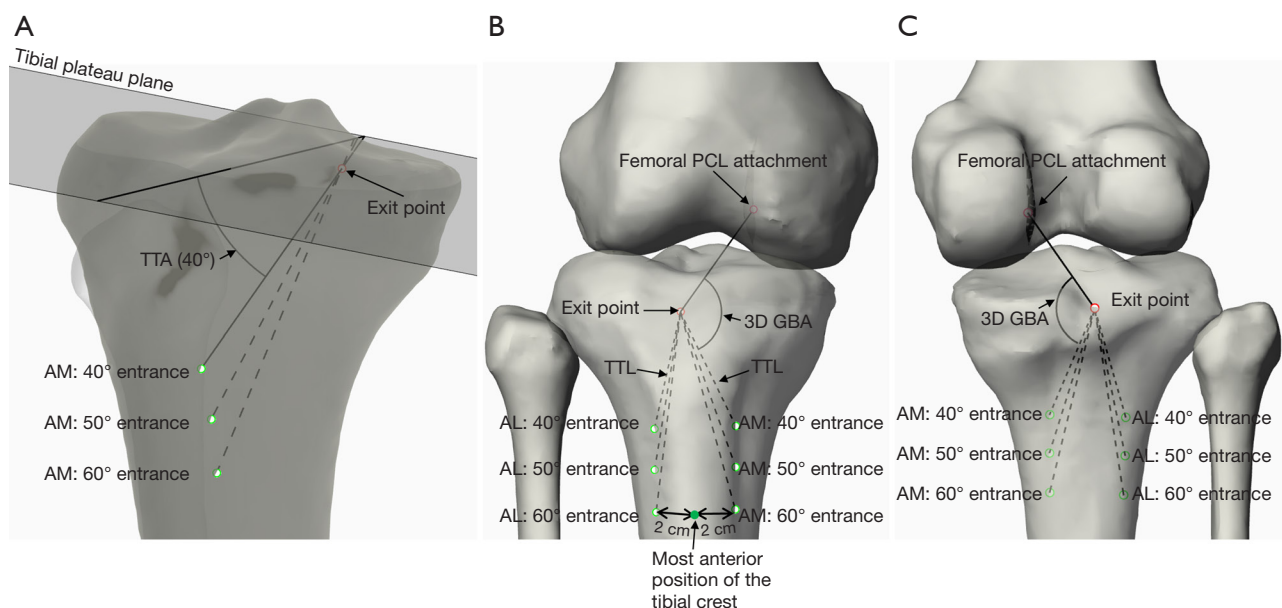 A
Tibial plateau plane
Exit point
TTA (40°)
AM: 40° entrance
AM: 50° entrance
AM: 60° entrance
B
Femoral PCL attachment
Exit point
3D GBA
TTL
TTL
AL: 40° entrance
AM: 40° entrance
AL: 50° entrance
AM: 50° entrance
AL: 60° entrance
AM: 60° entrance
2 cm
2 cm
Most anterior
position of the
tibial crest
C
Femoral PCL attachment
Exit point
3D GBA
AM: 40° entrance
AL: 40° entrance
AM: 50° entrance
AL: 50° entrance
AM: 60° entrance
AL: 60° entrance